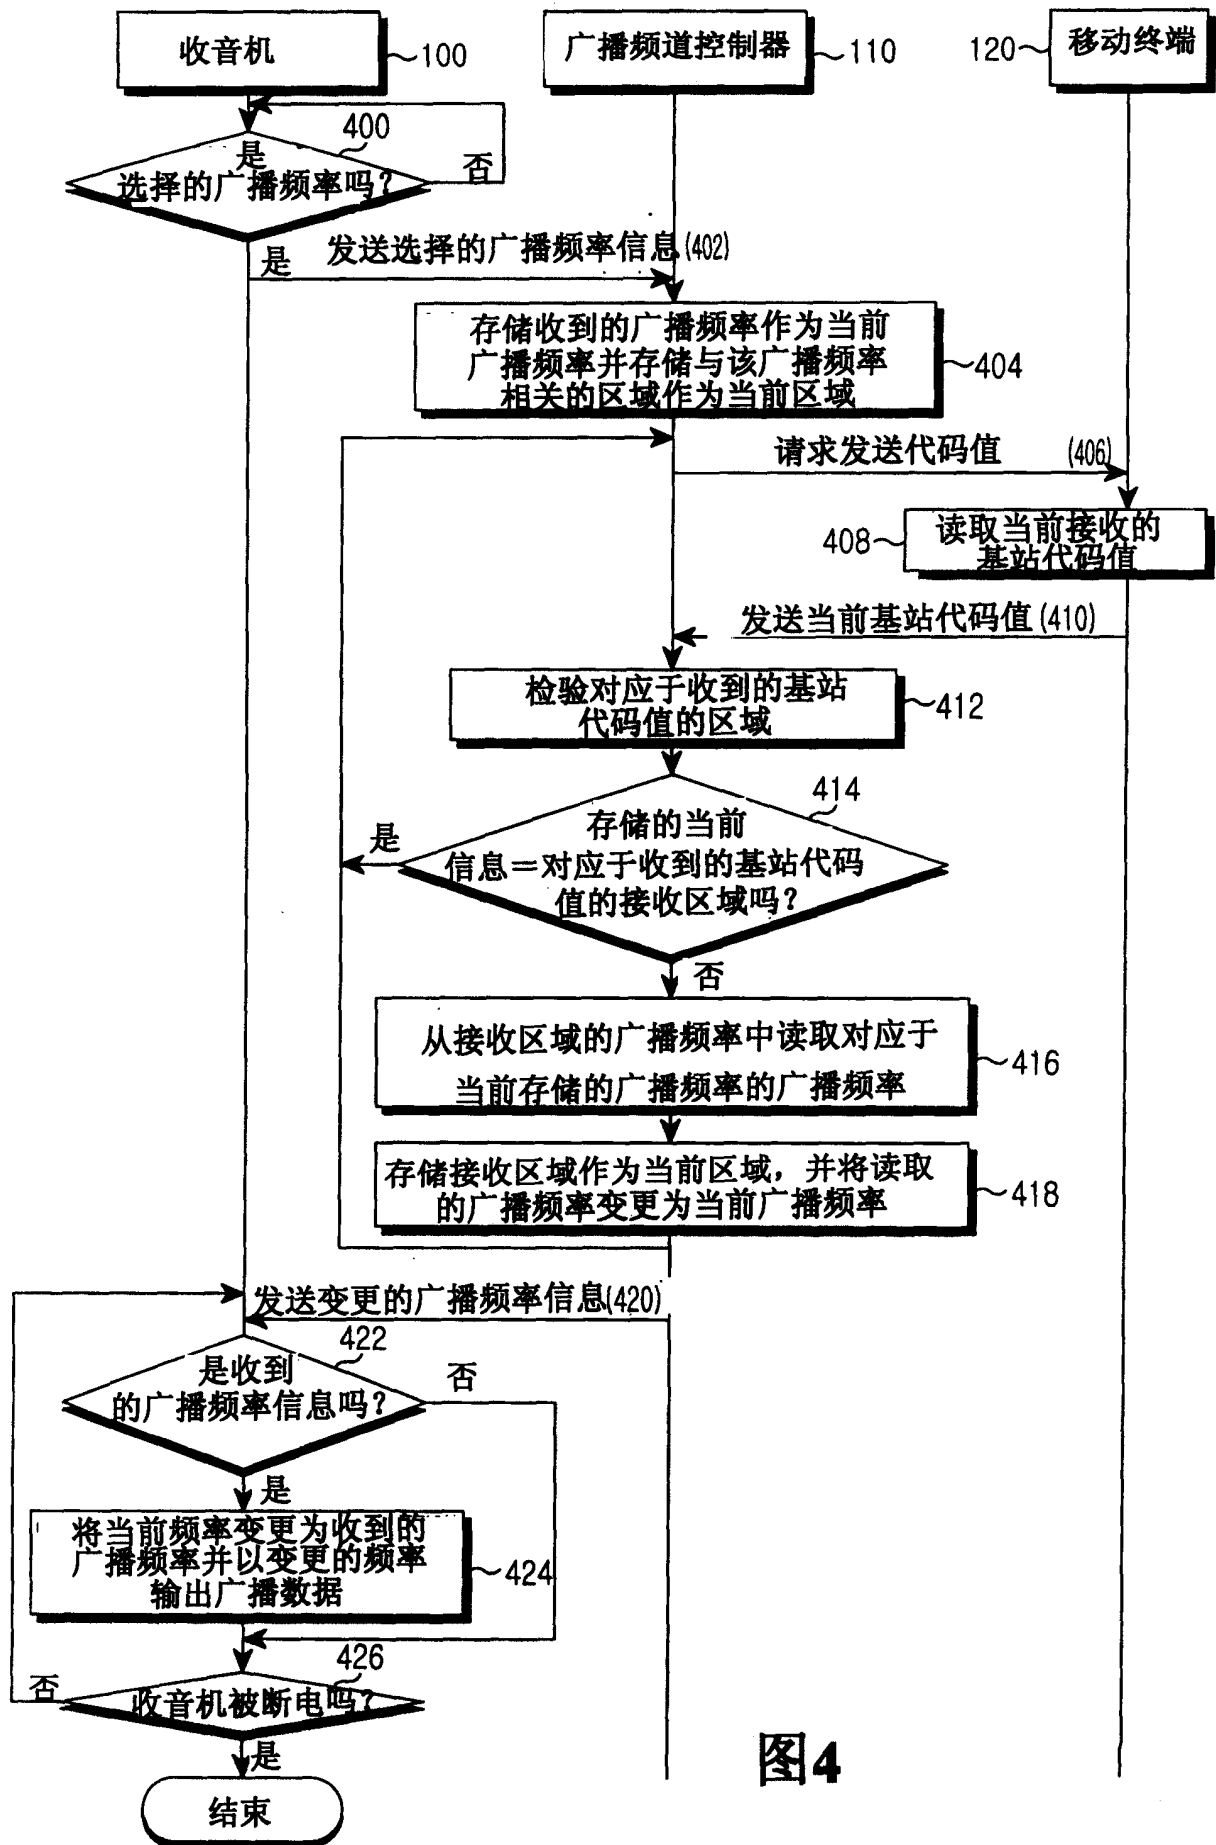 收音机
100
广播频道控制器
110
120
移动终端
400
是
选择的广播频率吗?
否
是
发送选择的广播频率信息(402)
存储收到的广播频率作为当前
广播频率并存储与该广播频率
相关的区域作为当前区域
404
请求发送代码值
(406)
408
读取当前接收的
基站代码值
发送当前基站代码值(410)
检验对应于收到的基站
代码值的区域
412
414
存储的当前
信息=对应于收到的基站代码
值的接收区域吗?
是
否
从接收区域的广播频率中读取对应于
当前存储的广播频率的广播频率
416
存储接收区域作为当前区域,并将读取
的广播频率变更为当前广播频率
418
发送变更的广播频率信息(420)
422
是收到
的广播频率信息吗?
否
是
将当前频率变更为收到的
广播频率并以变更的频率
输出广播数据
424
426
收音机被断电吗?
否
是
结束
图4